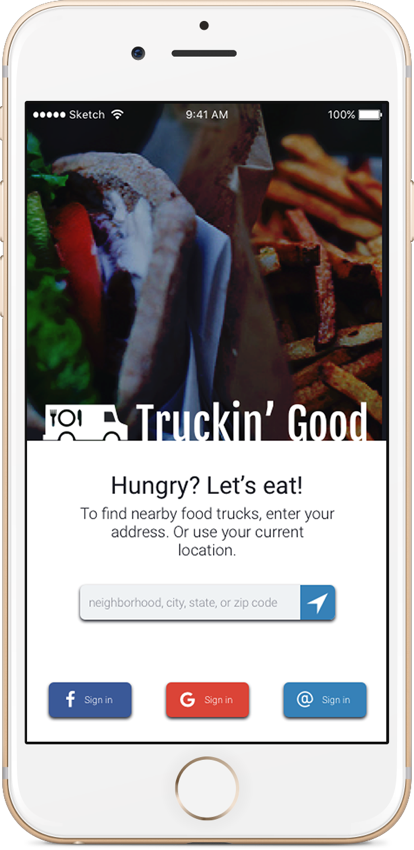 Sketch 9:41 AM 100%
Truckin’ Good
Hungry? Let’s eat!
To find nearby food trucks, enter your
address. Or use your current
location.
neighborhood, city, state, or zip code
f Sign in G Sign in @ Sign in